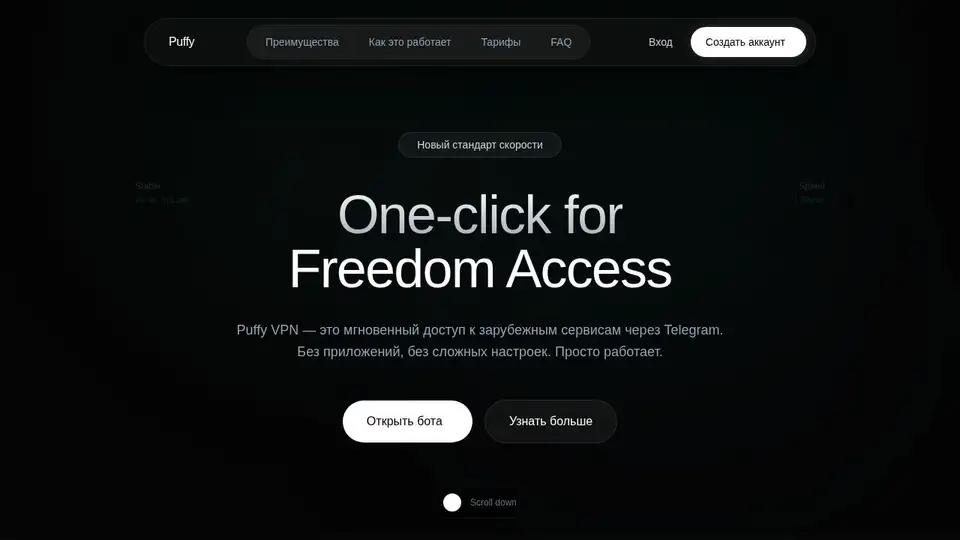 Puffy
Преимущества
Как это работает
Тарифы
FAQ
Вход
Создать аккаунт
Новый стандарт скорости
Stable
Speed
One-click for
Freedom Access
Puffy VPN — это мгновенный доступ к зарубежным сервисам через Telegram.
Без приложений, без сложных настроек. Просто работает.
Открыть бота
Узнать больше
Scroll down